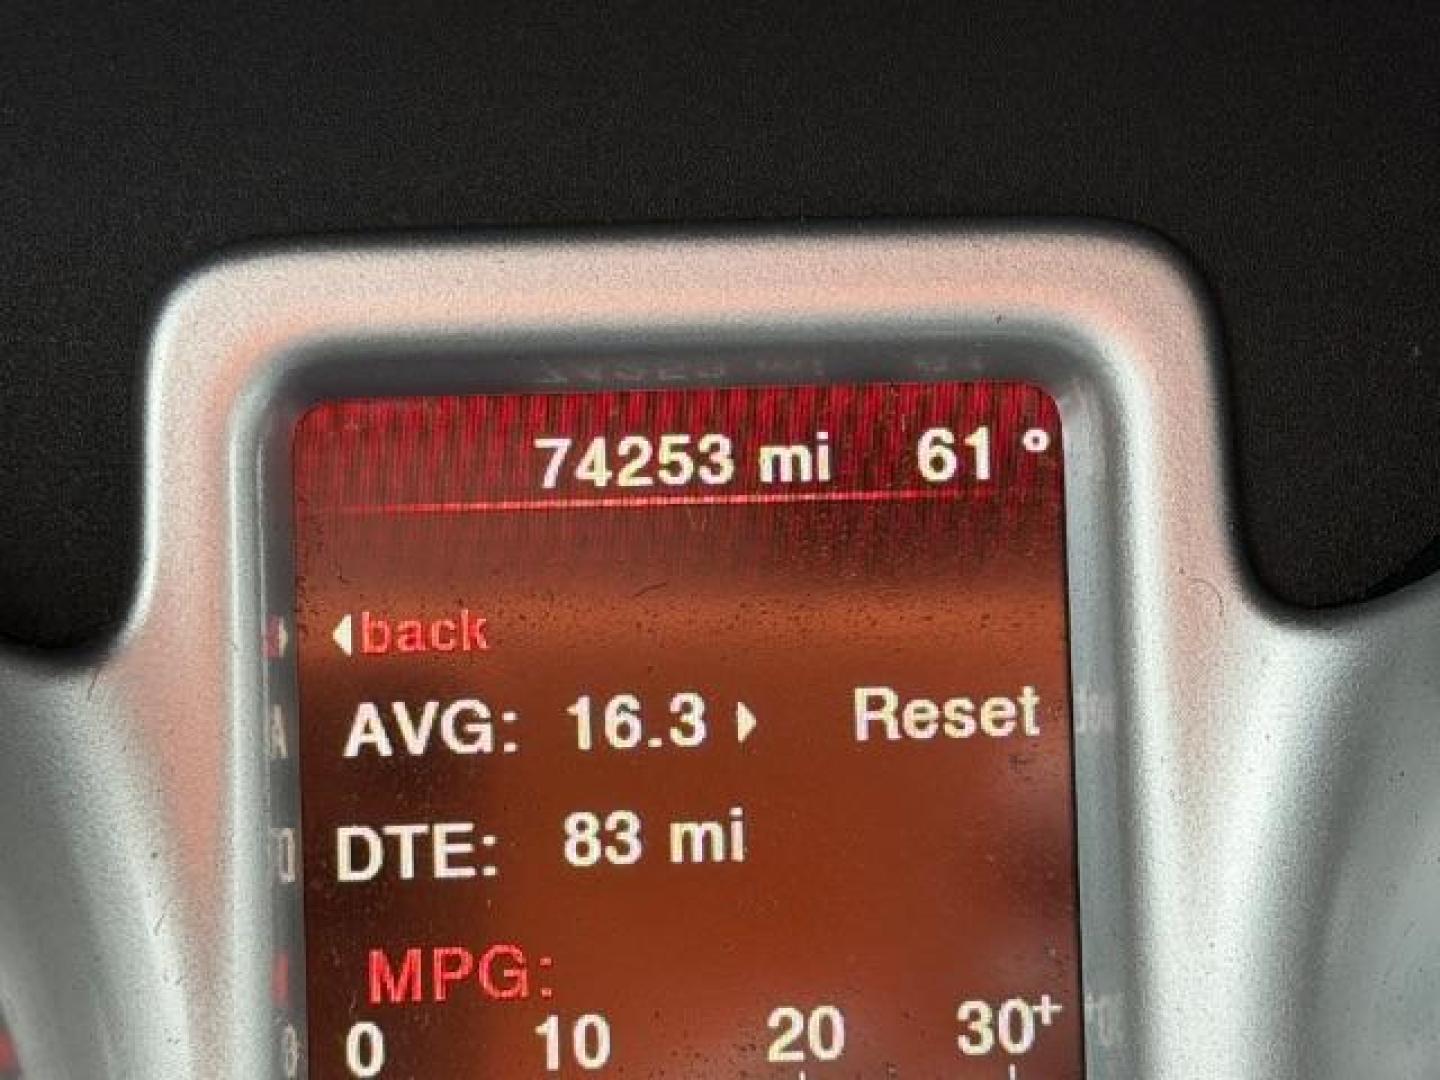 74253 mi 61°
back
AVG: 16.3 Reset
DTE: 83 mi
MPG:
0 10 20 30+